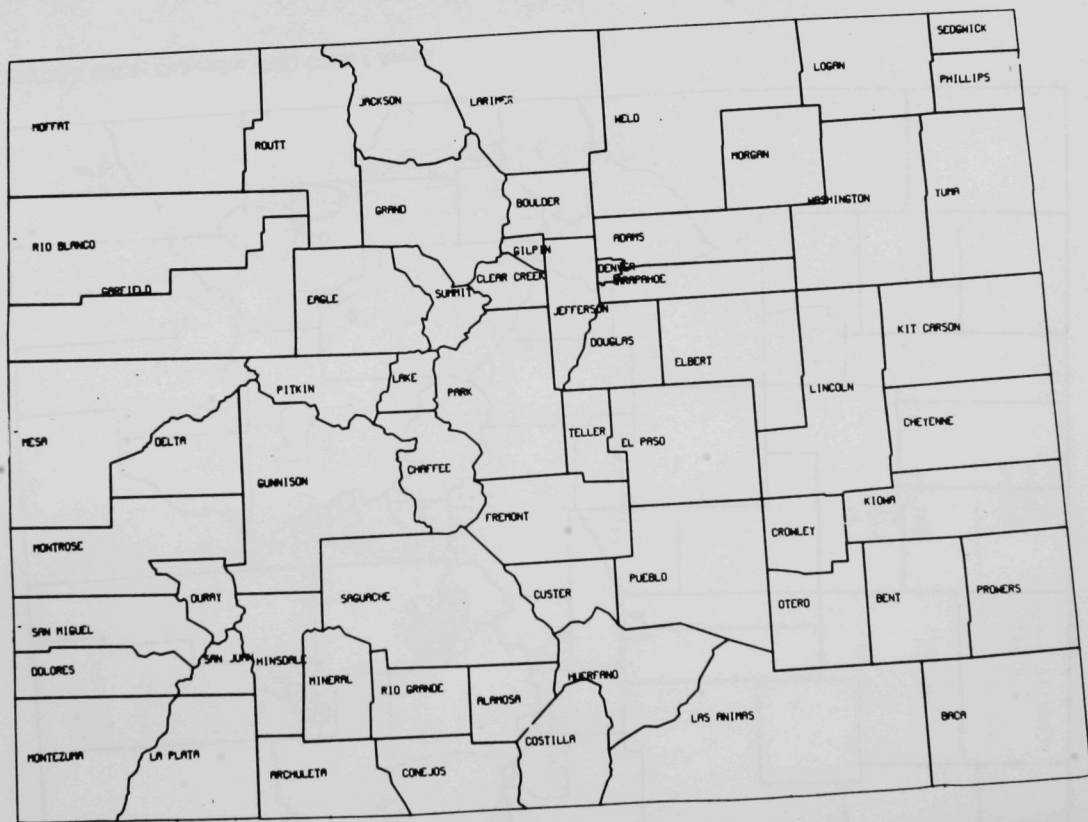 SEDGWICK
LOGAN
PHILLIPS
JACKSON
LARIMER
MOFFAT
WELD
ROUTT
MORGAN
YUMA
WASHINGTON
BOULDER
GRAND
RIO BLANCO
GILPIN
ADAMS
DENVER
CLEAR CREEK
ARAPAHOE
GARFIELD
EAGLE
SUMMIT
JEFFERSON
KIT CARSON
DOUGLAS
ELBERT
LAKE
PITKIN
PARK
LINCOLN
CHEYENNE
MESA
DELTA
TELLER
EL PASO
CHAFFEE
GUNNISON
KIOWA
FREMONT
CROWLEY
MONTROSE
PUEBLO
CUSTER
OURAY
SAGUACHE
OTERO
BENT
PROWERS
SAN MIGUEL
SAN JUAN
HINSDALE
DOLORES
MINERAL
RIO GRANDE
HUERFANO
ALAMOSA
LAS ANIMAS
BACA
COSTILLA
MONTEZUMA
LA PLATA
ARCHULETA
CONEJOS